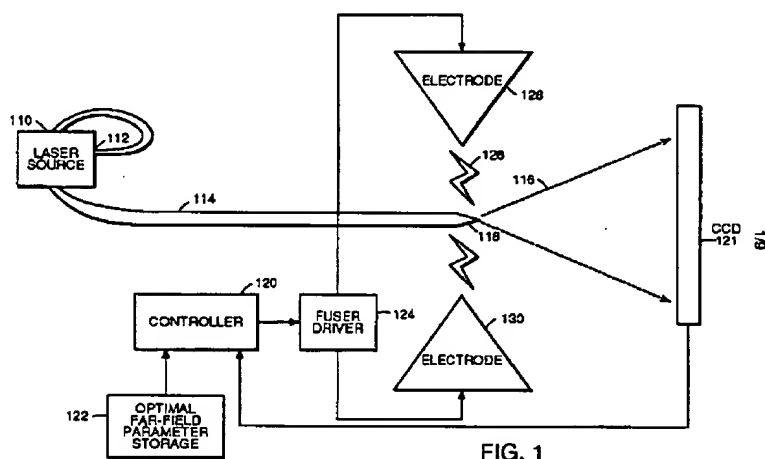 ELECTRODE
128
110
112
LASER
SOURCE
126
116
114
118
CCD
121
1/9
120
CONTROLLER
FUSER
DRIVER
124
130
ELECTRODE
122
OPTIMAL
FAR-FIELD
PARAMETER
STORAGE
FIG. 1